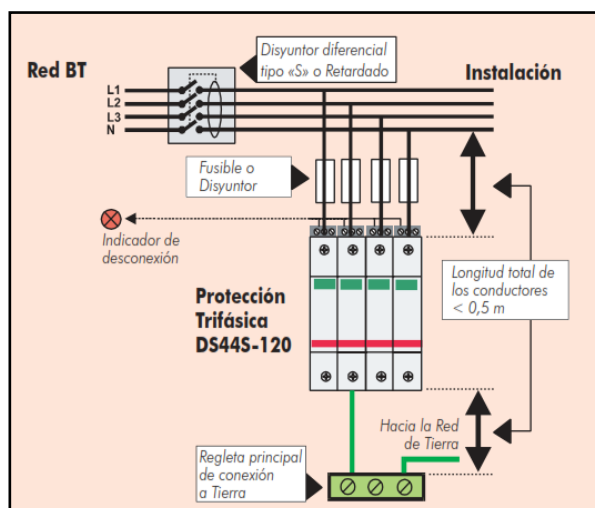 Disyuntor diferencial
tipo «S» o Retardado
Red BT
Instalación
L1
L2
L3
N
Fusible o
Disyuntor
Indicador de
desconexión
Longitud total de
los conductores
< 0,5 m
Protección
Trifásica
DS44S-120
Hacia la Red
de Tierra
Regleta principal
de conexión
a Tierra